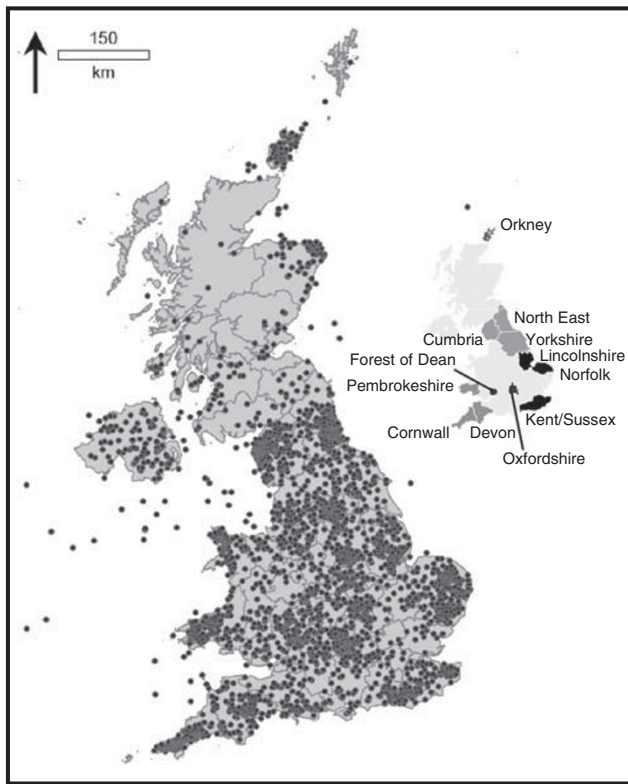 150
km
Orkney
North East
Cumbria
Yorkshire
Lincolnshire
Forest of Dean
Norfolk
Pembrokeshire
Kent/Sussex
Cornwall
Devon
Oxfordshire